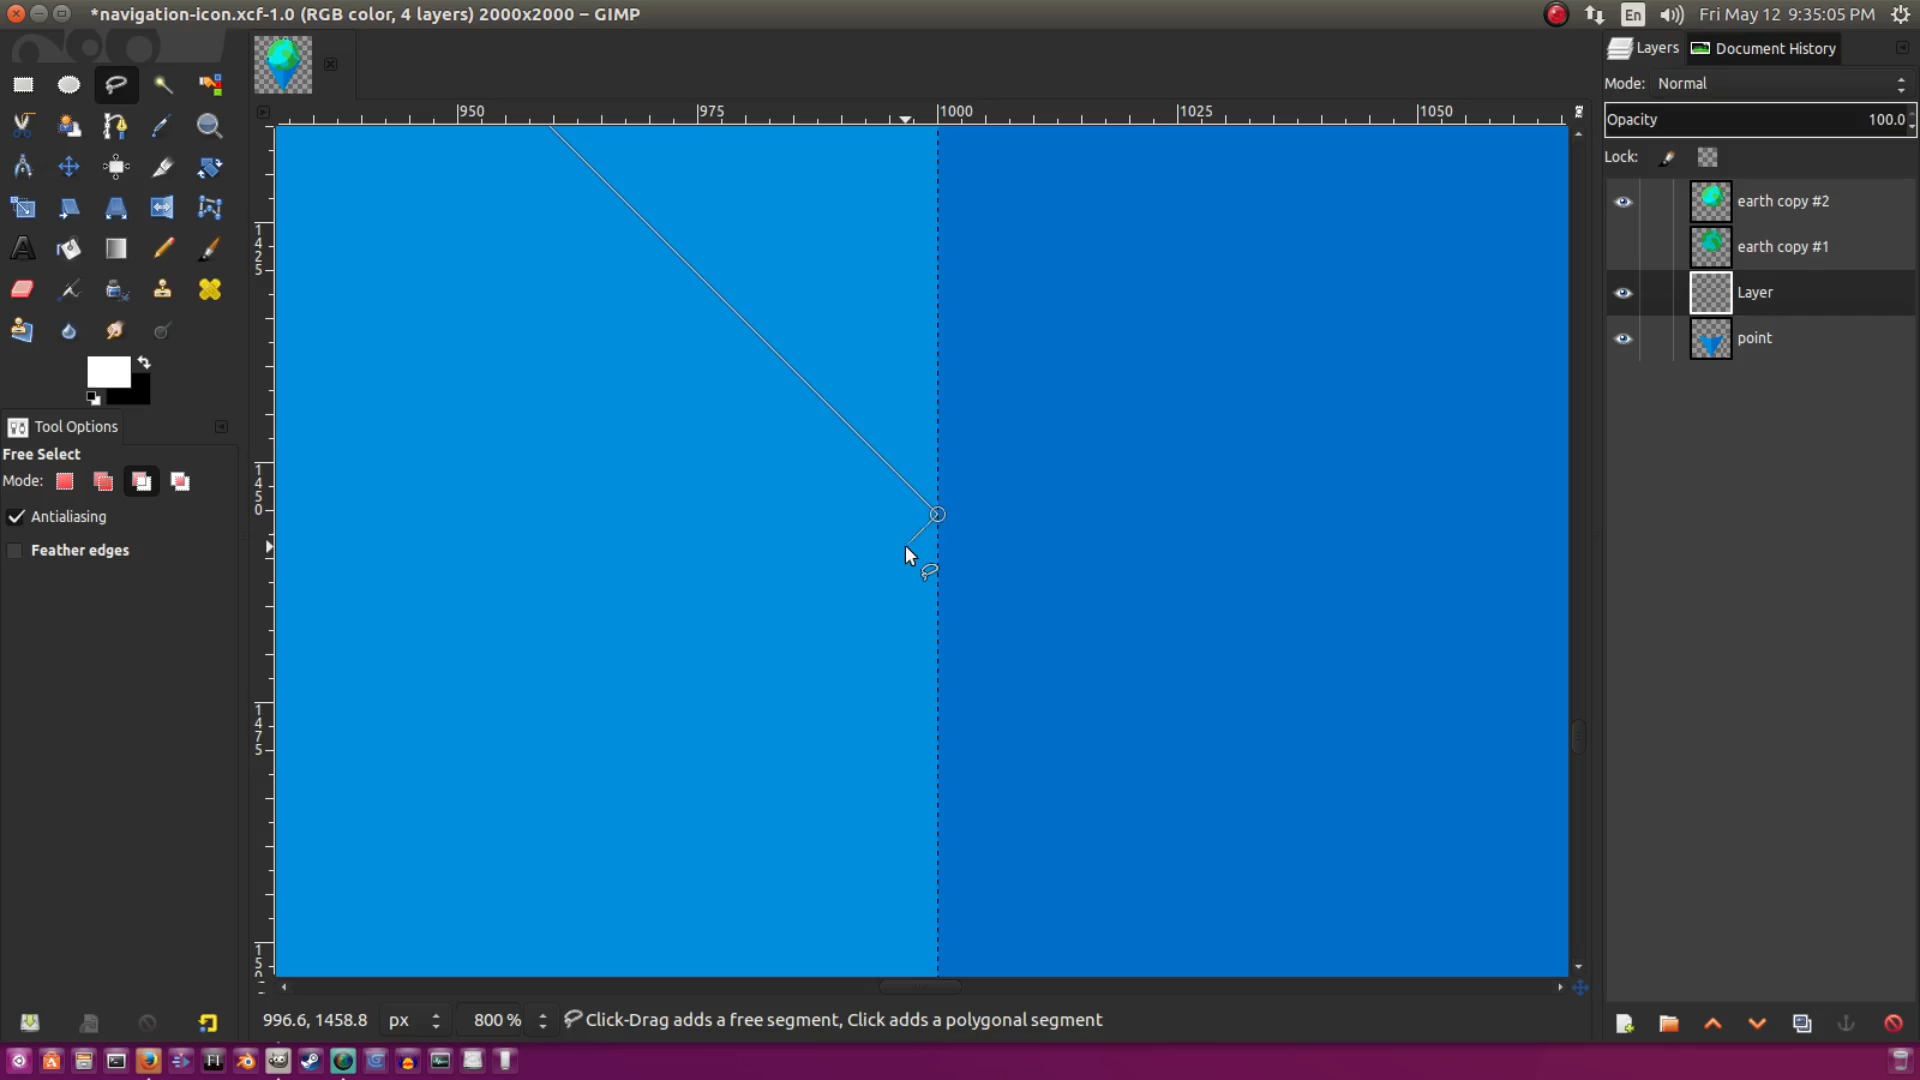 *navigation-icon.xcf-1.0 (RGB color, 4 layers) 2000x2000 – GIMP
En
Fri May 12 9:35:05 PM
Layers
Document History
Mode: Normal
Opacity 100.0
Lock:
earth copy #2
earth copy #1
Layer
point
950 975 1000 1025 1050
1425
1450
1475
Tool Options
Free Select
Mode:
Antialiasing
Feather edges
996.6, 1458.8 px 800 % Click-Drag adds a free segment, Click adds a polygonal segment